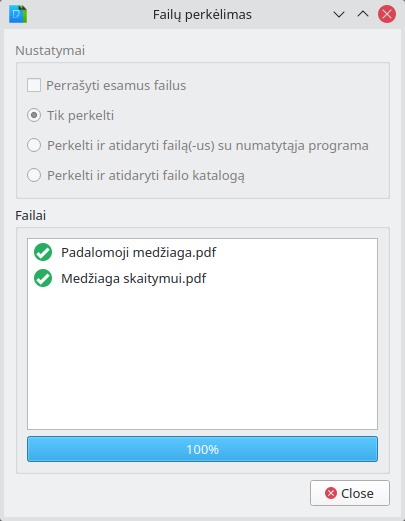 Failų perkėlimas
Nustatymai
Perrašyti esamus failus
Tik perkelti
Perkelti ir atidaryti failą(-us) su numatytąja programa
Perkelti ir atidaryti failo katalogą
Failai
Padalomoji medžiaga.pdf
Medžiaga skaitymui.pdf
100%
Close